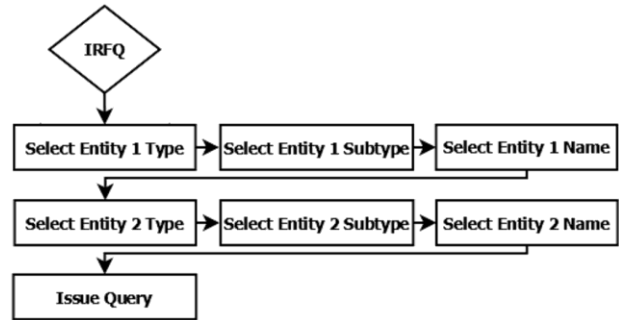 IRFQ
Select Entity 1 Type
Select Entity 1 Subtype
Select Entity 1 Name
Select Entity 2 Type
Select Entity 2 Subtype
Select Entity 2 Name
Issue Query